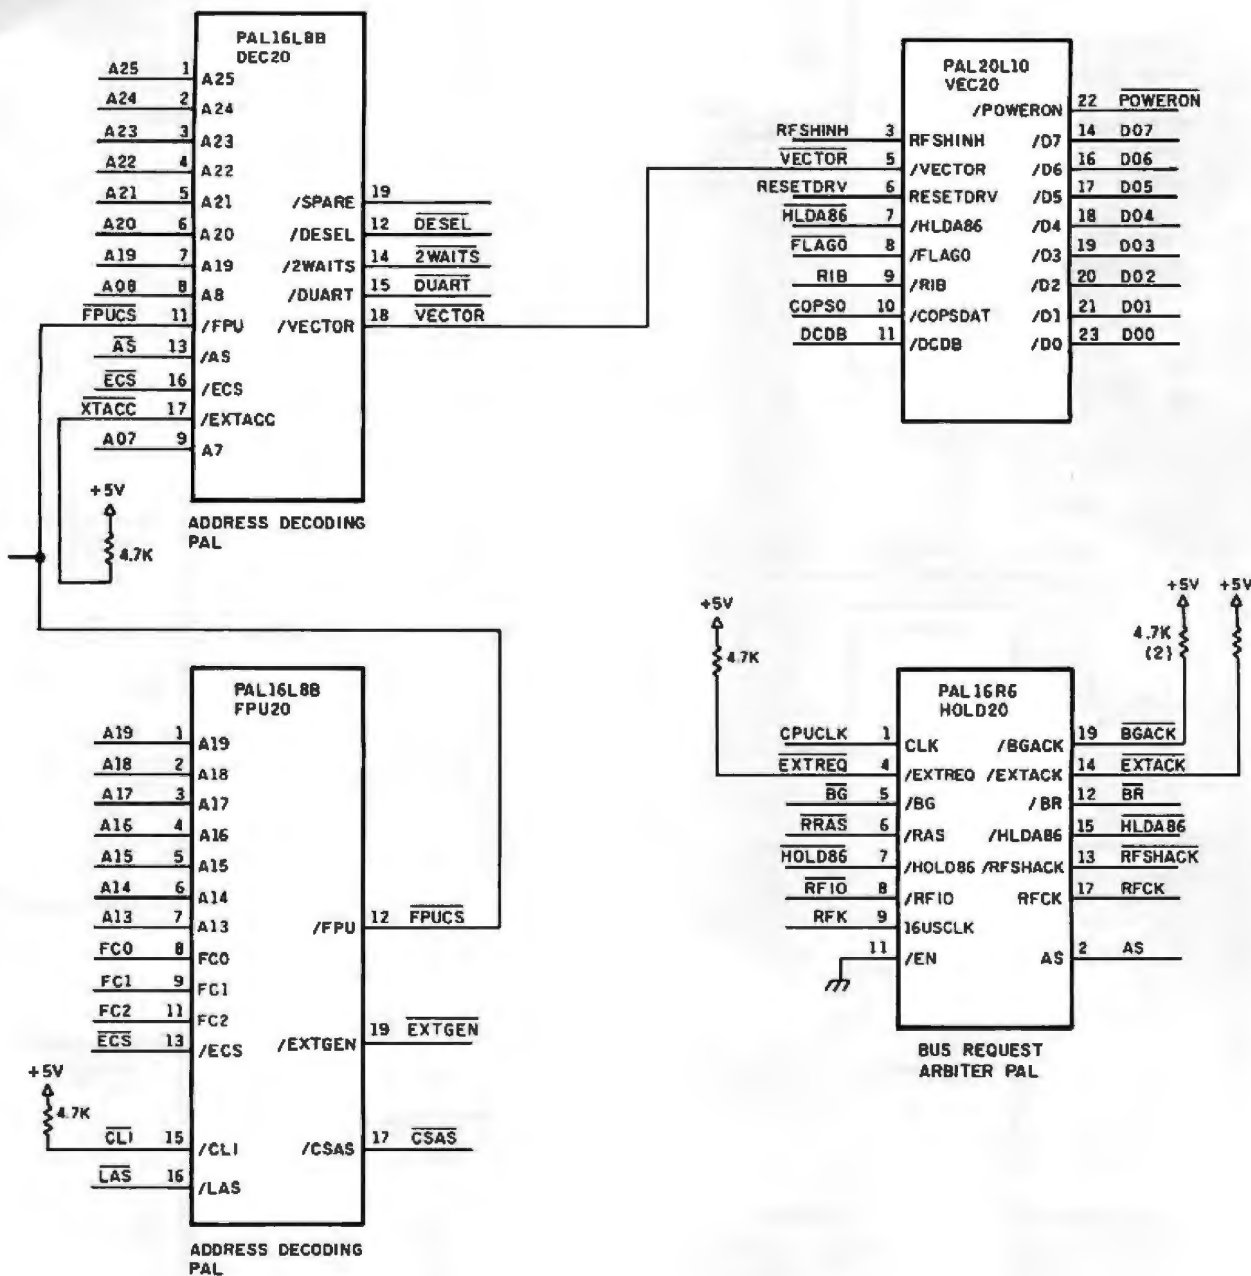 PAL16L8B
DEC20
A25 1 A25
A24 2 A24
A23 3 A23
A22 4 A22
A21 5 A21
A20 6 A20
A19 7 A19
A08 8 A8
FPUCS 11 /FPU
AS 13 /AS
ECS 16 /ECS
XTACC 17 /EXTACC
A07 9 A7
/SPARE 19
/DESEL 12 DESEL
/2WAITS 14 2WAITS
/DUART 15 DUART
/VECTOR 18 VECTOR
+5V
4.7K
ADDRESS DECODING
PAL
PAL20L10
VEC20
/POWERON 22 POWERON
RFSHINH 3 RFSHINH
VECTOR 5 /VECTOR
RESETDRV 6 RESETDRV
HLDA86 7 /HLDA86
FLAGO 8 /FLAGO
RIB 9 /RIB
COPSO 10 /COPSDAT
DCDB 11 /DCDB
/D7 14 D07
/D6 16 D06
/D5 17 D05
/D4 18 D04
/D3 19 D03
/D2 20 D02
/D1 21 D01
/D0 23 D00
PAL16L8B
FPU20
A19 1 A19
A18 2 A18
A17 3 A17
A16 4 A16
A15 5 A15
A14 6 A14
A13 7 A13
FC0 8 FC0
FC1 9 FC1
FC2 11 FC2
ECS 13 /ECS
+5V
4.7K
CLI 15 /CLI
LAS 16 /LAS
/FPU 12 FPUCS
/EXTGEN 19 EXTGEN
/CSAS 17 CSAS
ADDRESS DECODING
PAL
+5V
4.7K
+5V
+5V
4.7K
(2)
PAL16R6
HOLD20
CPUCLK 1 CLK
EXTREQ 4 /EXTREQ
BG 5 /BG
RRAS 6 /RAS
HOLD86 7 /HOLD86
RFIO 8 /RFIO
RFK 9 16USCLK
11 /EN
/BGACK 19 BGACK
/EXTACK 14 EXTACK
/BR 12 BR
/HLDA86 15 HLDA86
/RFSHACK 13 RFSHACK
RFCK 17 RFCK
AS 2 AS
BUS REQUEST
ARBITER PAL